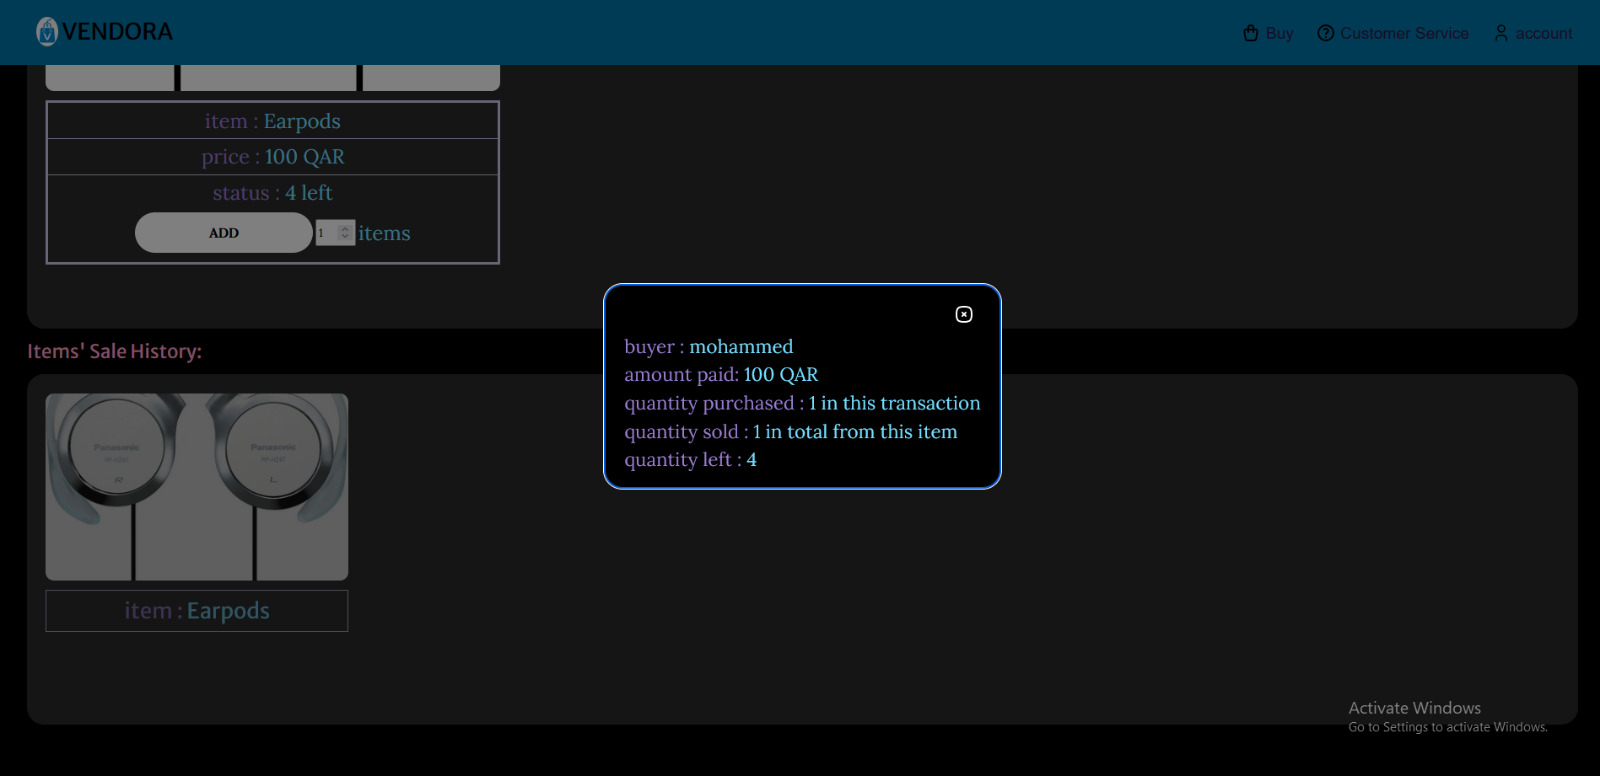 VENDORA
Buy
Customer Service
account
item : Earpods
price : 100 QAR
status : 4 left
ADD
1
items
Items' Sale History:
buyer : mohammed
amount paid: 100 QAR
quantity purchased : 1 in this transaction
quantity sold : 1 in total from this item
quantity left : 4
Panasonic
Panasonic
R
L
item : Earpods
Activate Windows
Go to Settings to activate Windows.